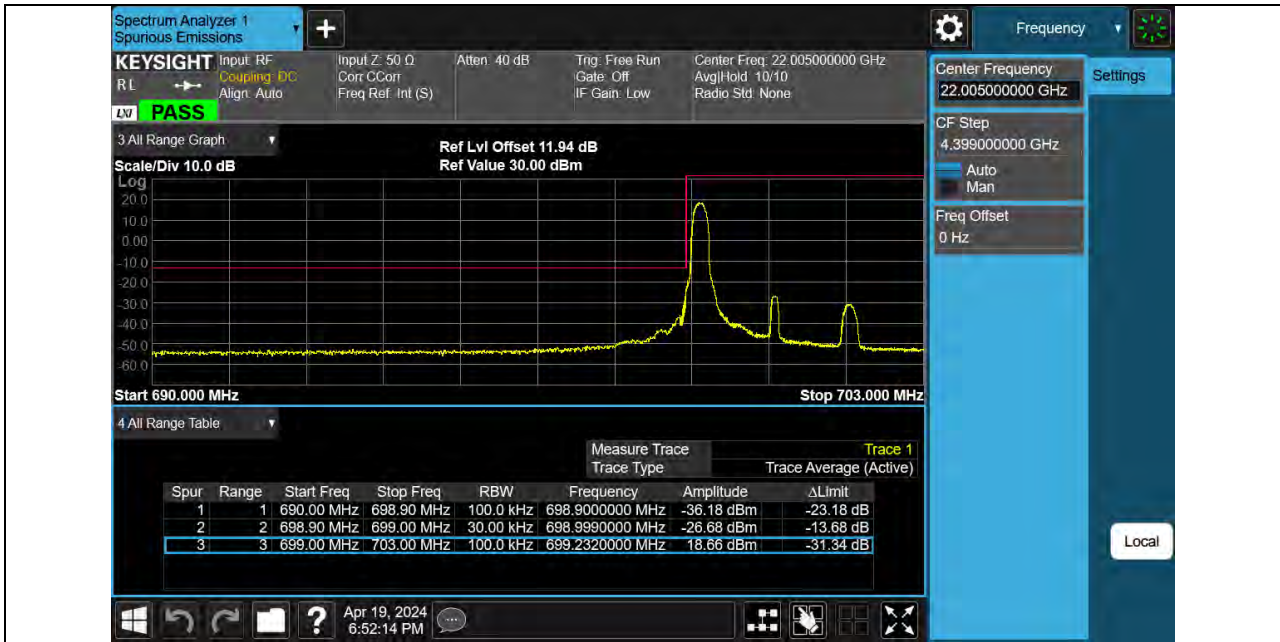 Spectrum Analyzer 1
Spurious Emissions
+
Frequency
KEYSIGHT
RL
LXI PASS
Input: RF
Coupling: DC
Align: Auto
Input Z: 50 Ω
Corr CCorr
Freq Ref: Int (S)
Atten: 40 dB
Trig: Free Run
Gate: Off
IF Gain: Low
Center Freq: 22.005000000 GHz
Avg|Hold: 10/10
Radio Std: None
Center Frequency
22.005000000 GHz
Settings
CF Step
4.399000000 GHz
Auto
Man
Freq Offset
0 Hz
3 All Range Graph
Scale/Div 10.0 dB
Ref Lvl Offset 11.94 dB
Ref Value 30.00 dBm
Log
20.0
10.0
0.00
-10.0
-20.0
-30.0
-40.0
-50.0
-60.0
Start 690.000 MHz
Stop 703.000 MHz
4 All Range Table
Measure Trace Trace 1
Trace Type Trace Average (Active)
Spur Range Start Freq Stop Freq RBW Frequency Amplitude ΔLimit
1 1 690.00 MHz 698.90 MHz 100.0 kHz 698.9000000 MHz -36.18 dBm -23.18 dB
2 2 698.90 MHz 699.00 MHz 30.00 kHz 698.9990000 MHz -26.68 dBm -13.68 dB
3 3 699.00 MHz 703.00 MHz 100.0 kHz 699.2320000 MHz 18.66 dBm -31.34 dB
Local
?
Apr 19, 2024
6:52:14 PM